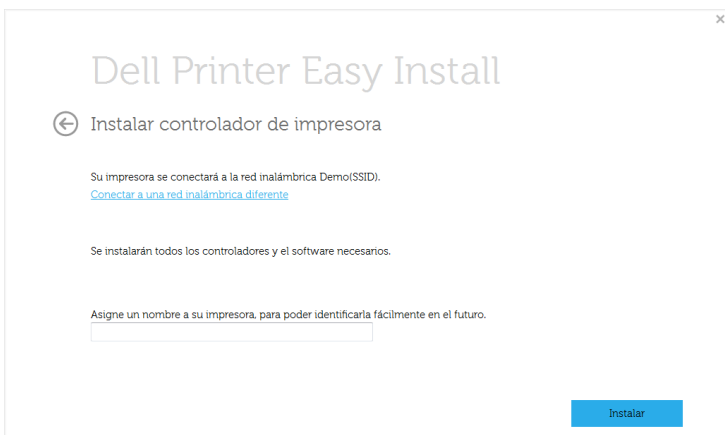 Dell Printer Easy Install
Instalar controlador de impresora
Su impresora se conectará a la red inalámbrica Demo(SSID).
Conectar a una red inalámbrica diferente
Se instalarán todos los controladores y el software necesarios.
Asigne un nombre a su impresora, para poder identificarla fácilmente en el futuro.
Instalar